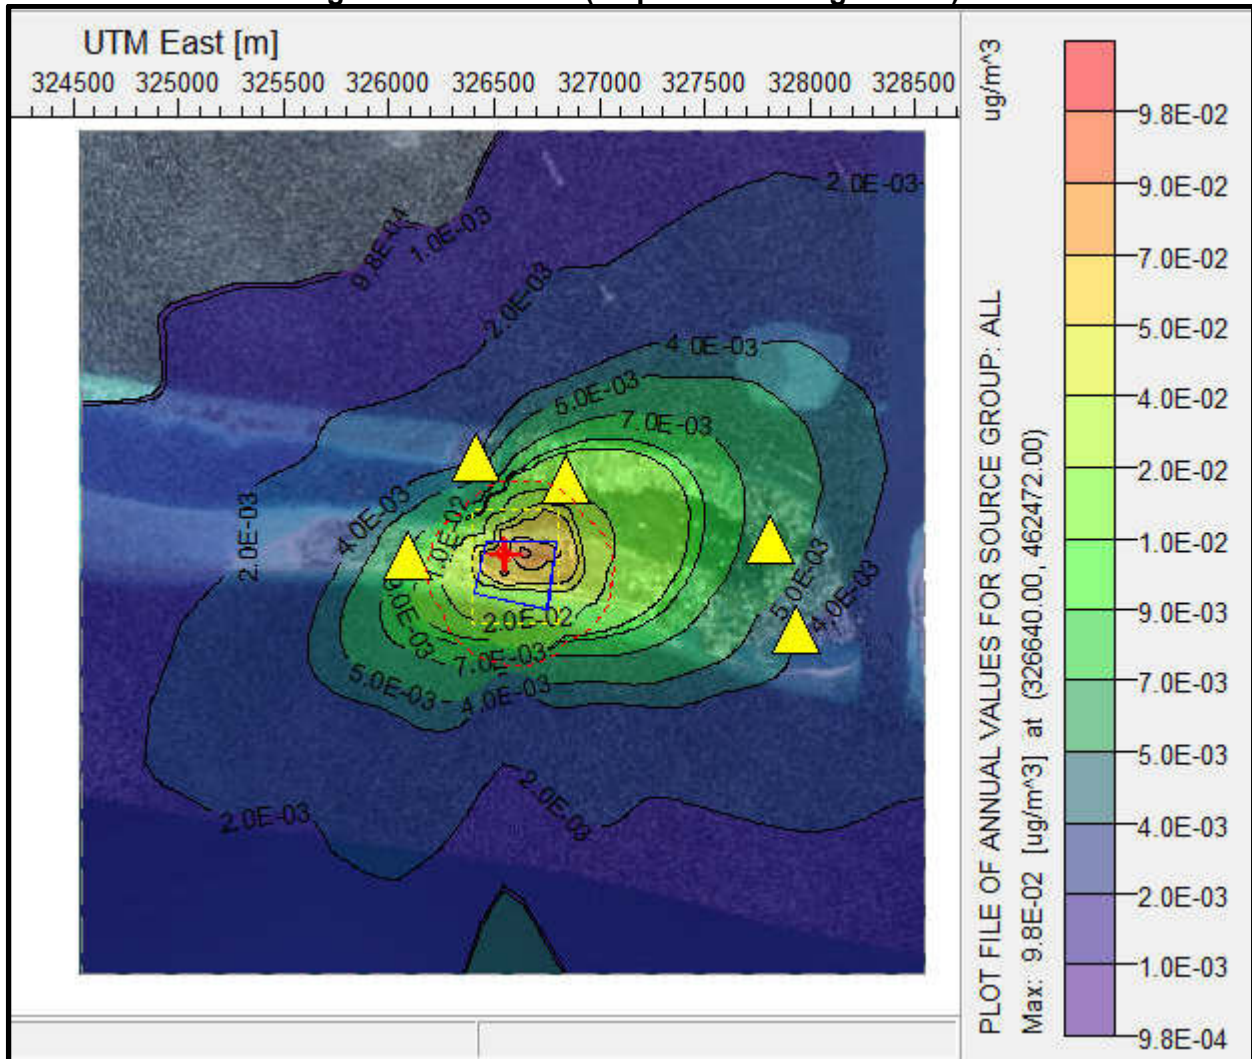 UTM East [m]
324500 325000 325500 326000 326500 327000 327500 328000 328500
2.0E-03
9.8E-04
1.0E-03
2.0E-03
4.0E-03
5.0E-03
7.0E-03
2.0E-03
4.0E-03
1.0E-02
5.0E-03
4.0E-03
2.0E-02
7.0E-03
5.0E-03
4.0E-03
2.0E-03
2.0E-03
PLOT FILE OF ANNUAL VALUES FOR SOURCE GROUP: ALL
Max: 9.8E-02 [ug/m^3] at (326640.00, 462472.00)
ug/m^3
9.8E-02
9.0E-02
7.0E-02
5.0E-02
4.0E-02
2.0E-02
1.0E-02
9.0E-03
7.0E-03
5.0E-03
4.0E-03
2.0E-03
1.0E-03
9.8E-04